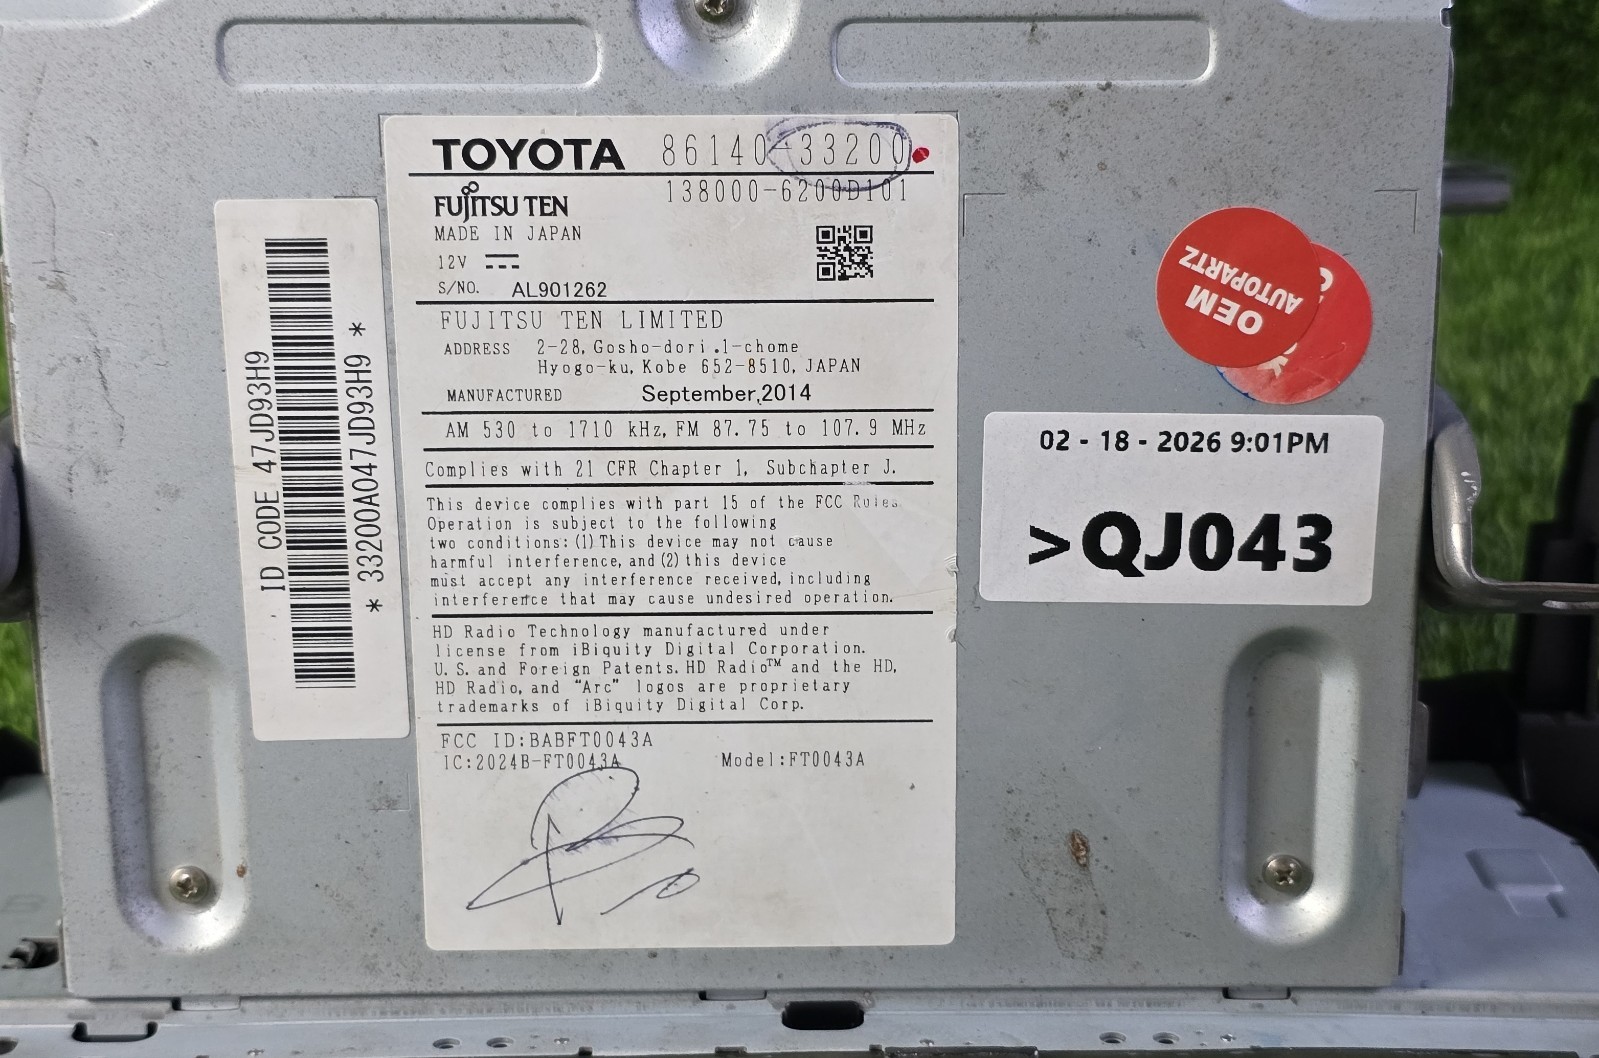 TOYOTA 86140-33200
138000-6200D101
FUJITSU TEN
MADE IN JAPAN
12V
S/NO. AL901262
FUJITSU TEN LIMITED
ADDRESS 2-28, Gosho-dori .1-chome
Hyogo-ku, Kobe 652-8510, JAPAN
MANUFACTURED September,2014
AM 530 to 1710 kHz, FM 87.75 to 107.9 MHz
Complies with 21 CFR Chapter 1, Subchapter J.
This device complies with part 15 of the FCC Rules
Operation is subject to the following
two conditions: (1) This device may not cause
harmful interference, and (2) this device
must accept any interference received, including
interference that may cause undesired operation.
HD Radio Technology manufactured under
license from iBiquity Digital Corporation.
U.S. and Foreign Patents. HD Radio™ and the HD,
HD Radio, and "Arc" logos are proprietary
trademarks of iBiquity Digital Corp.
FCC ID:BABFT0043A
IC:2024B-FT0043A Model:FT0043A
ID CODE 47JD93H9
* 33200A047JD93H9 *
OEM
AUTOPARTZ
02 - 18 - 2026 9:01PM
>QJ043